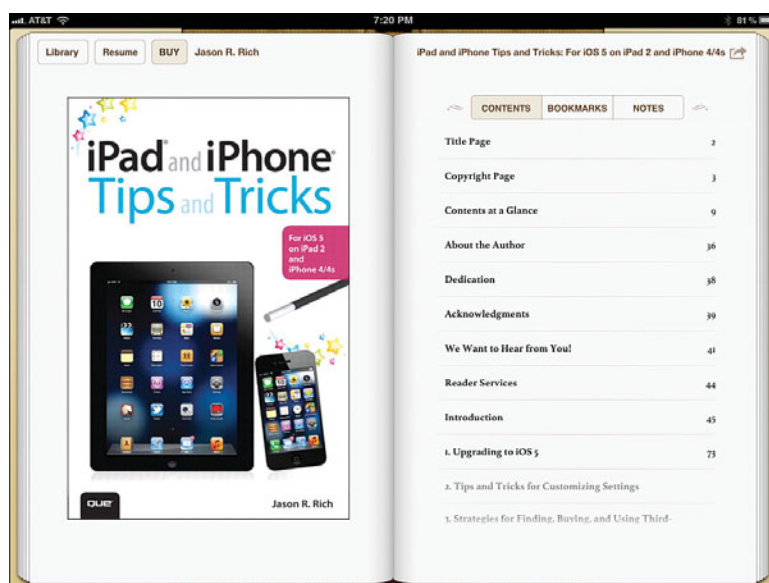 AT&T
7:20 PM
81%
Library
Resume
BUY
Jason R. Rich
iPad and iPhone
Tips and Tricks
For iOS 5
on iPad 2
and
iPhone 4/4s
QUE
Jason R. Rich
iPad and iPhone Tips and Tricks: For iOS 5 on iPad 2 and iPhone 4/4s
CONTENTS
BOOKMARKS
NOTES
Title Page 2
Copyright Page 3
Contents at a Glance 9
About the Author 36
Dedication 38
Acknowledgments 39
We Want to Hear from You! 41
Reader Services 44
Introduction 45
1. Upgrading to iOS 5 73
2. Tips and Tricks for Customizing Settings
3. Strategies for Finding, Buying, and Using Third-